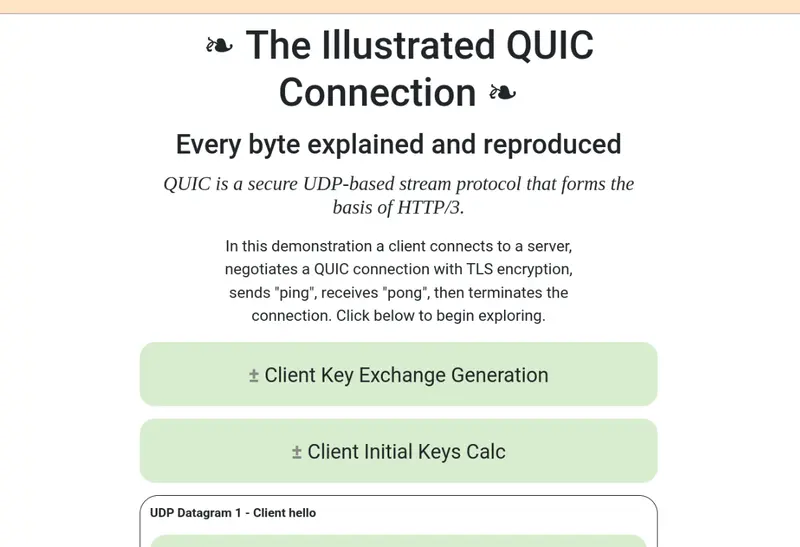 ❧ The Illustrated QUIC
Connection ❧
Every byte explained and reproduced
QUIC is a secure UDP-based stream protocol that forms the
basis of HTTP/3.
In this demonstration a client connects to a server,
negotiates a QUIC connection with TLS encryption,
sends "ping", receives "pong", then terminates the
connection. Click below to begin exploring.
± Client Key Exchange Generation
± Client Initial Keys Calc
UDP Datagram 1 - Client hello